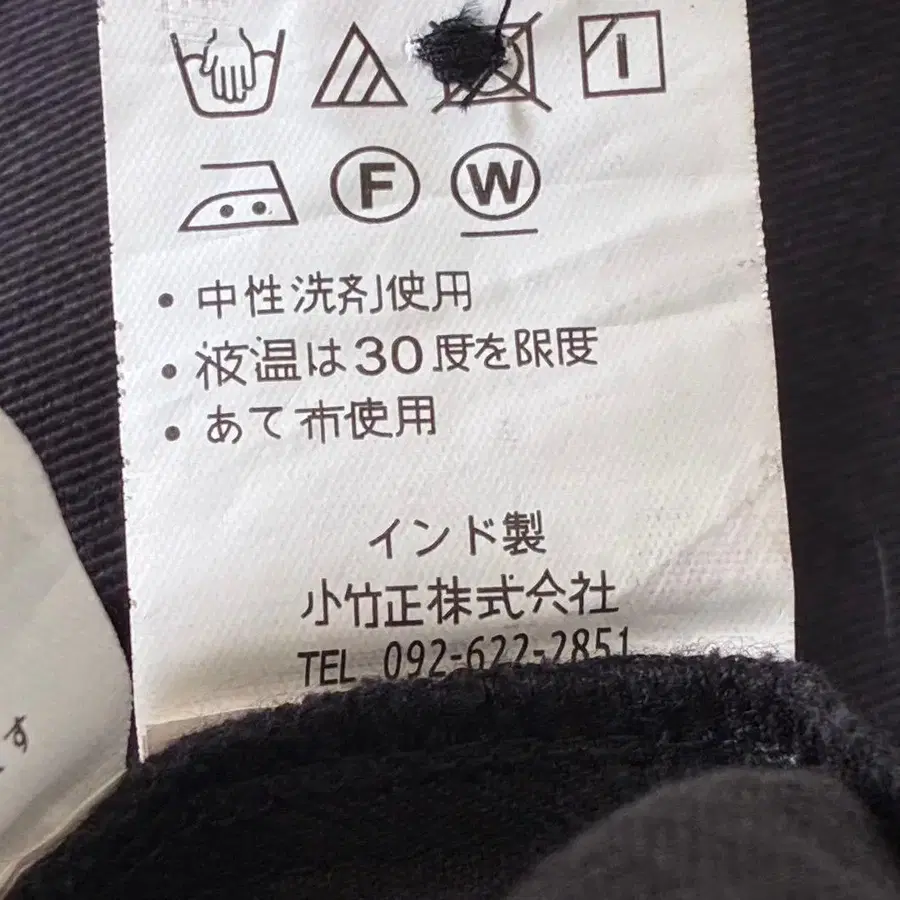 F W
• 中性洗剤使用
• 液温は30度を限度
• あて布使用
インド製
小竹正株式会社
TEL 092-622-2851
す